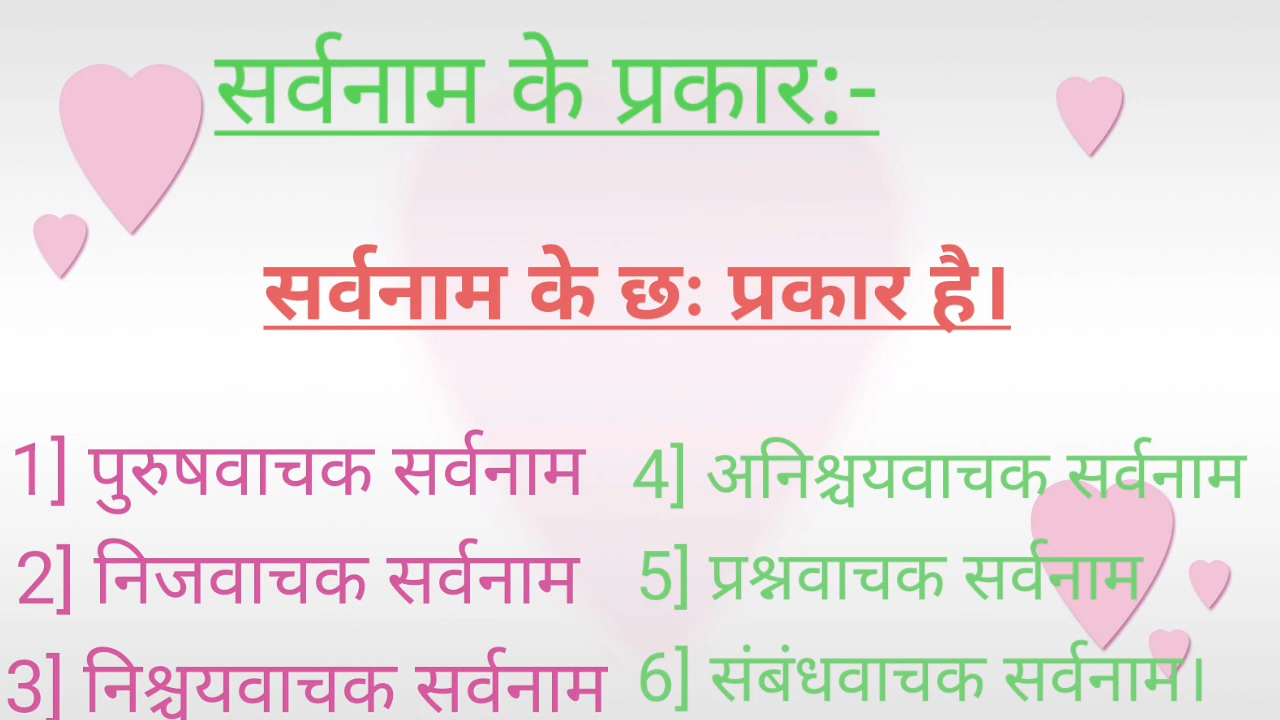 सर्वनाम के प्रकार:-
सर्वनाम के छः प्रकार है।
1] पुरुषवाचक सर्वनाम
2] निजवाचक सर्वनाम
3] निश्चयवाचक सर्वनाम
4] अनिश्चयवाचक सर्वनाम
5] प्रश्नवाचक सर्वनाम
6] संबंधवाचक सर्वनाम।